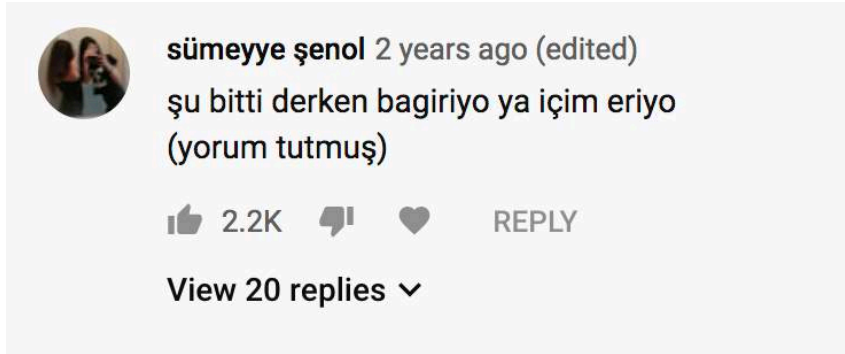 sümeyye şenol 2 years ago (edited)
şu bitti derken bagiriyo ya içim eriyo
(yorum tutmuş)
2.2K REPLY
View 20 replies